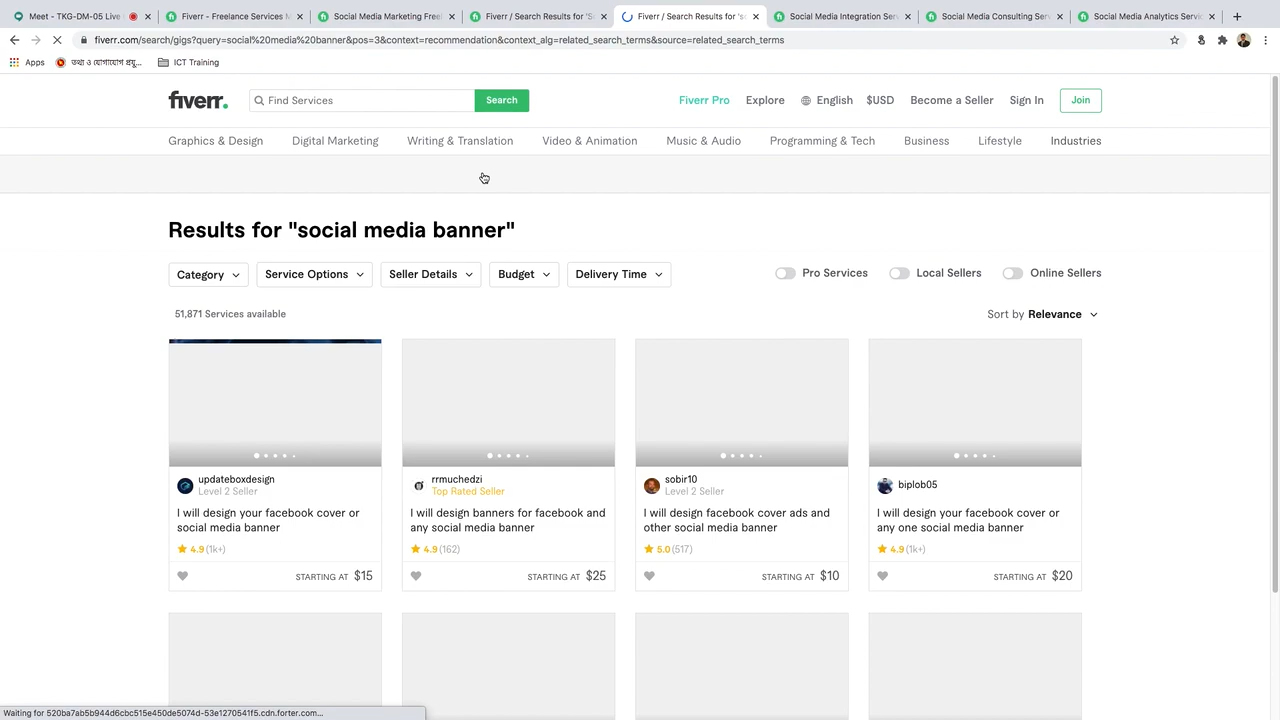 Meet - TKG-DM-05 Live
Fiverr - Freelance Services M
Social Media Marketing Free
Fiverr / Search Results for 'S
Fiverr / Search Results for 'so
Social Media Integration Serv
Social Media Consulting Serv
Social Media Analytics Servic
fiverr.com/search/gigs?query=social%20media%20banner&pos=3&context=recommendation&context_alg=related_search_terms&source=related_search_terms
Apps
তথ্য ও যোগাযোগ প্রযু...
ICT Training
fiverr.
Find Services
Search
Fiverr Pro
Explore
English
$USD
Become a Seller
Sign In
Join
Graphics & Design
Digital Marketing
Writing & Translation
Video & Animation
Music & Audio
Programming & Tech
Business
Lifestyle
Industries
Results for "social media banner"
Category
Service Options
Seller Details
Budget
Delivery Time
Pro Services
Local Sellers
Online Sellers
51,871 Services available
Sort by Relevance
updateboxdesign
Level 2 Seller
I will design your facebook cover or
social media banner
4.9 (1k+)
STARTING AT $15
rrmuchedzi
Top Rated Seller
I will design banners for facebook and
any social media banner
4.9 (162)
STARTING AT $25
sobir10
Level 2 Seller
I will design facebook cover ads and
other social media banner
5.0 (517)
STARTING AT $10
biplob05
I will design your facebook cover or
any one social media banner
4.9 (1k+)
STARTING AT $20
Waiting for 520ba7ab5b944d6cbc515e450de5074d-53e1270541f5.cdn.forter.com...